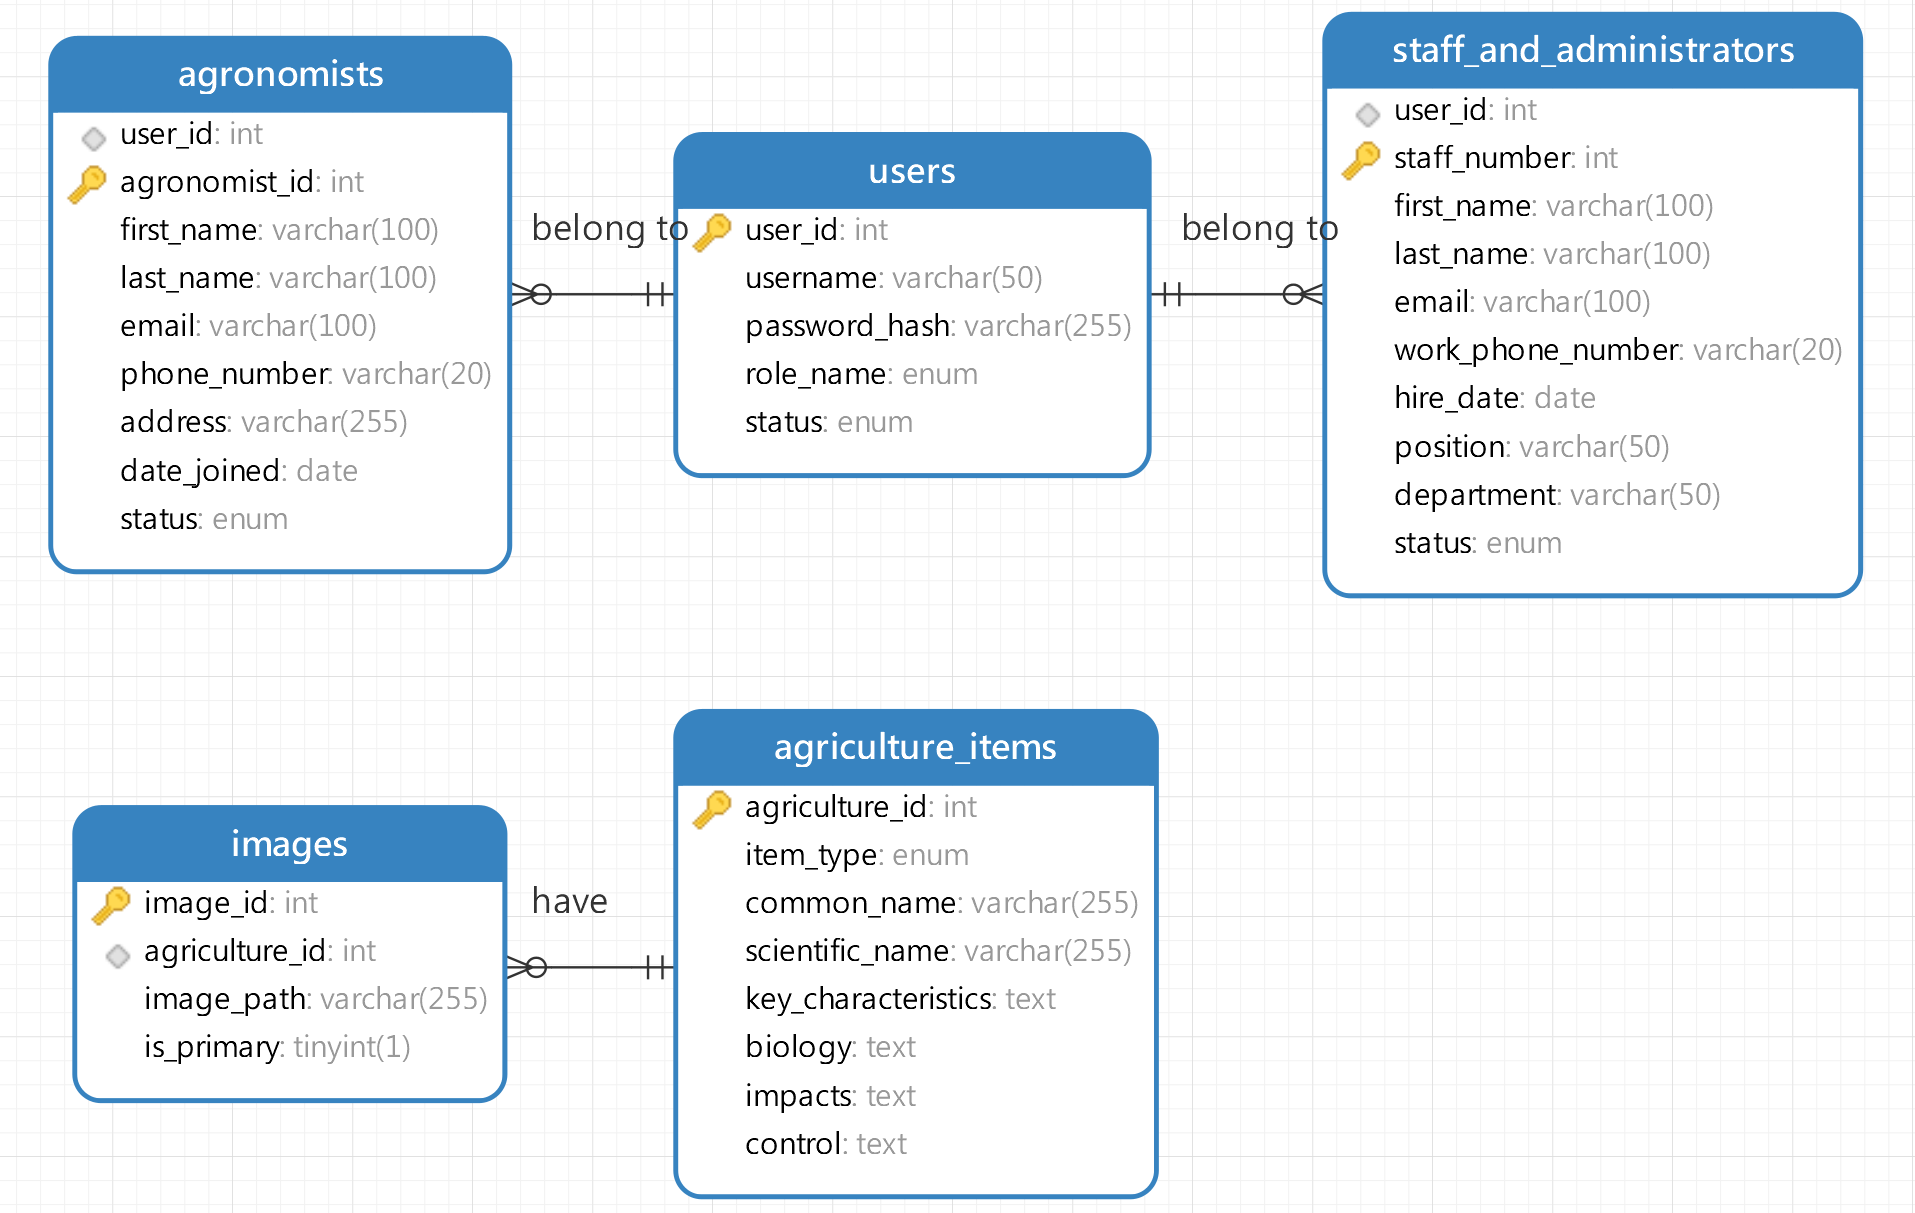 agronomists
user_id: int
agronomist_id: int
first_name: varchar(100)
last_name: varchar(100)
email: varchar(100)
phone_number: varchar(20)
address: varchar(255)
date_joined: date
status: enum
belong to
users
user_id: int
username: varchar(50)
password_hash: varchar(255)
role_name: enum
status: enum
belong to
staff_and_administrators
user_id: int
staff_number: int
first_name: varchar(100)
last_name: varchar(100)
email: varchar(100)
work_phone_number: varchar(20)
hire_date: date
position: varchar(50)
department: varchar(50)
status: enum
images
image_id: int
agriculture_id: int
image_path: varchar(255)
is_primary: tinyint(1)
have
agriculture_items
agriculture_id: int
item_type: enum
common_name: varchar(255)
scientific_name: varchar(255)
key_characteristics: text
biology: text
impacts: text
control: text